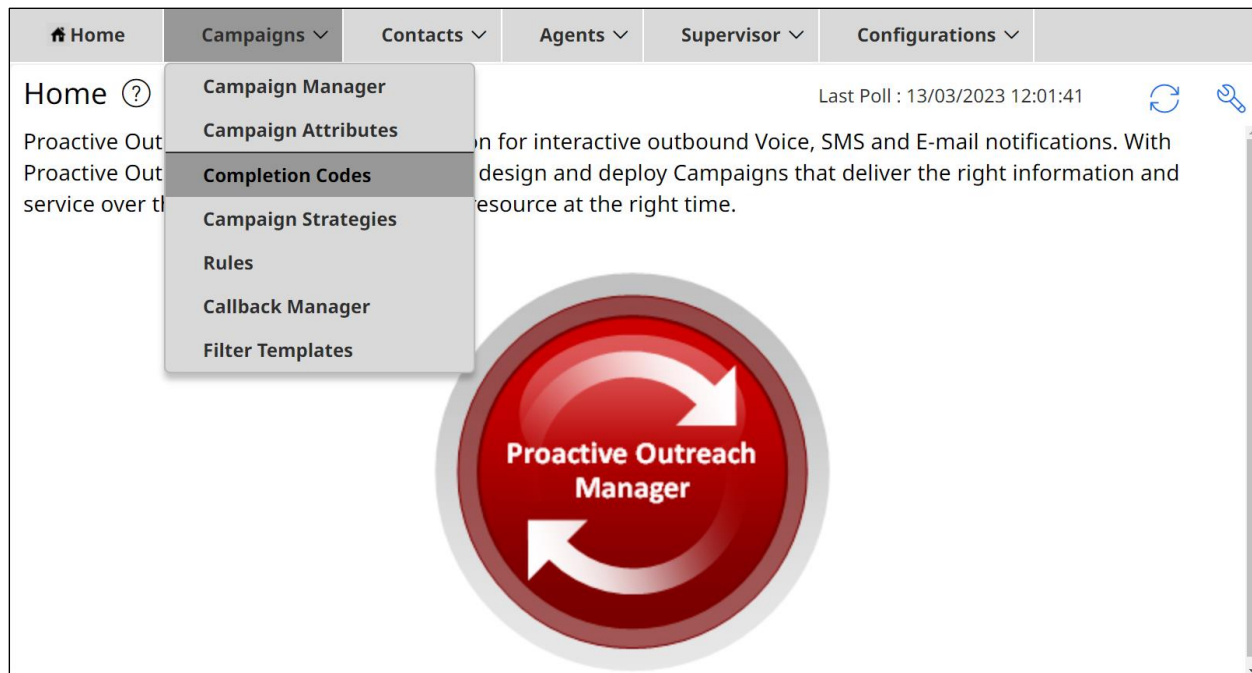 Home Campaigns Contacts Agents Supervisor Configurations
Home ? Last Poll : 13/03/2023 12:01:41
Campaign Manager
Campaign Attributes
Completion Codes
Campaign Strategies
Rules
Callback Manager
Filter Templates
Proactive Out for interactive outbound Voice, SMS and E-mail notifications. With
Proactive Out design and deploy Campaigns that deliver the right information and
service over resource at the right time.
Proactive Outreach
Manager